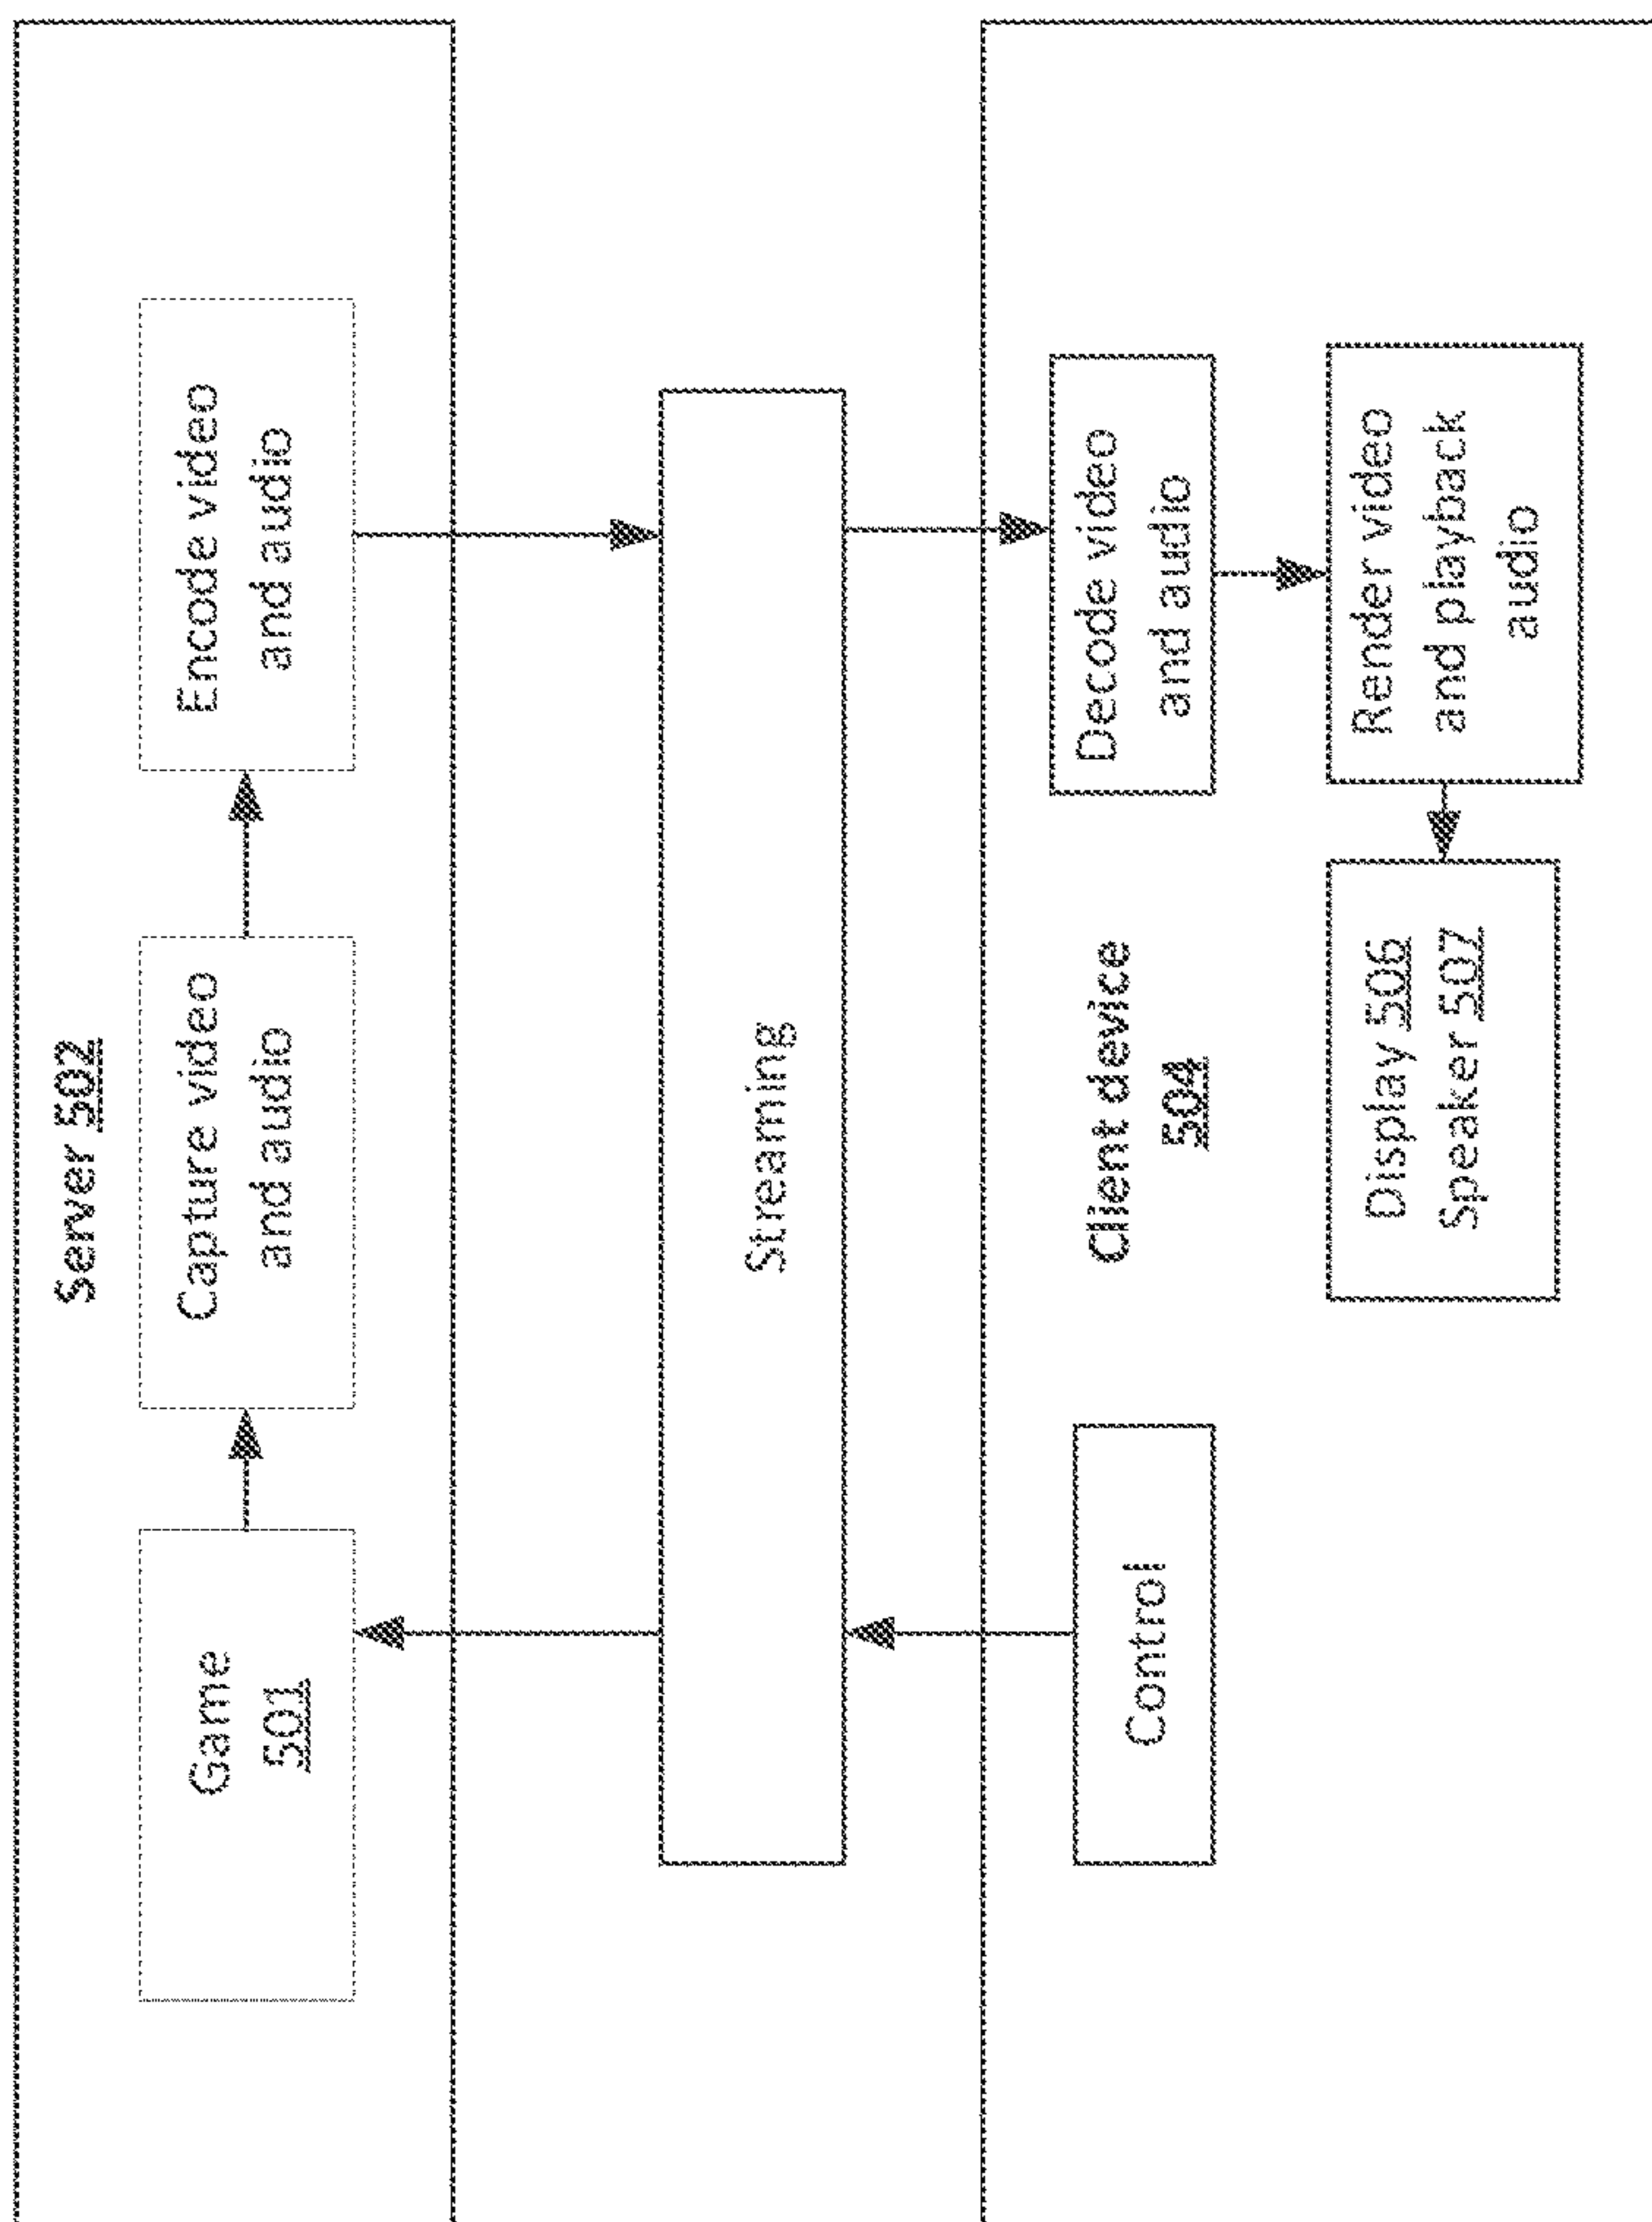 Server 502
Game
501
Capture video
and audio
Encode video
and audio
Streaming
Control
Client device
504
Decode video
and audio
Display 506
Speaker 507
Render video
and playback
audio